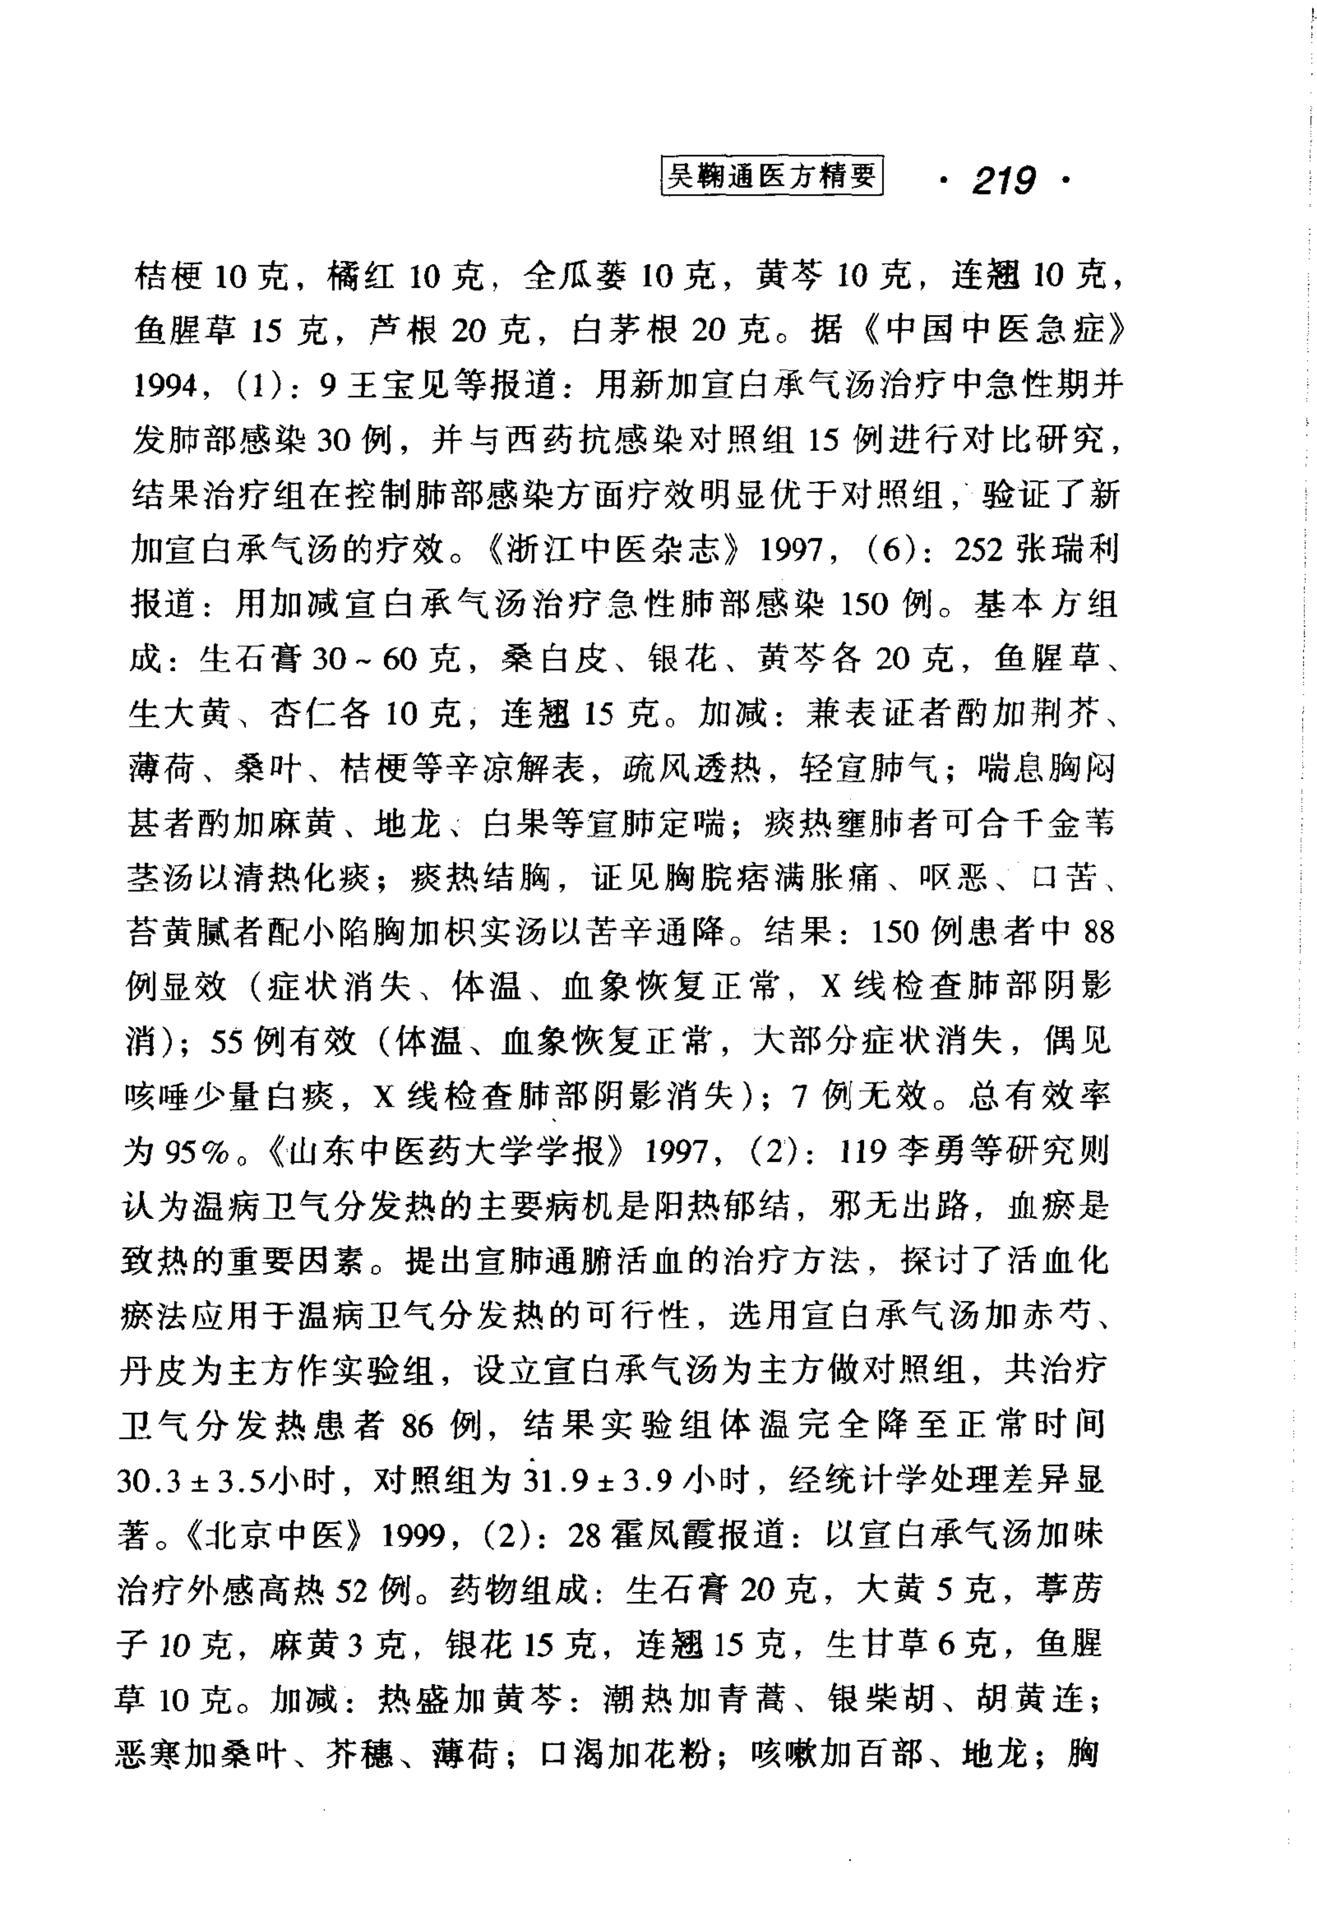 吴鞠通医方精要 · 219 ·
桔梗 10 克，橘红 10 克，全瓜蒌 10 克，黄芩 10 克，连翘 10 克，
鱼腥草 15 克，芦根 20 克，白茅根 20 克。据《中国中医急症》
1994，（1）：9 王宝见等报道：用新加宣白承气汤治疗中急性期并
发肺部感染 30 例，并与西药抗感染对照组 15 例进行对比研究，
结果治疗组在控制肺部感染方面疗效明显优于对照组，验证了新
加宣白承气汤的疗效。《浙江中医杂志》1997，（6）：252 张瑞利
报道：用加减宣白承气汤治疗急性肺部感染 150 例。基本方组
成：生石膏 30～60 克，桑白皮、银花、黄芩各 20 克，鱼腥草、
生大黄、杏仁各 10 克，连翘 15 克。加减：兼表证者酌加荆芥、
薄荷、桑叶、桔梗等辛凉解表，疏风透热，轻宣肺气；喘息胸闷
甚者酌加麻黄、地龙、白果等宣肺定喘；痰热壅肺者可合千金苇
茎汤以清热化痰；痰热结胸，证见胸脘痞满胀痛、呕恶、口苦、
苔黄腻者配小陷胸加枳实汤以苦辛通降。结果：150 例患者中 88
例显效（症状消失、体温、血象恢复正常，X 线检查肺部阴影
消）；55 例有效（体温、血象恢复正常，大部分症状消失，偶见
咳唾少量白痰，X 线检查肺部阴影消失）；7 例无效。总有效率
为 95%。《山东中医药大学学报》1997，（2）：119 李勇等研究则
认为温病卫气分发热的主要病机是阳热郁结，邪无出路，血瘀是
致热的重要因素。提出宣肺通腑活血的治疗方法，探讨了活血化
瘀法应用于温病卫气分发热的可行性，选用宣白承气汤加赤芍、
丹皮为主方作实验组，设立宣白承气汤为主方做对照组，共治疗
卫气分发热患者 86 例，结果实验组体温完全降至正常时间
30.3±3.5小时，对照组为 31.9±3.9 小时，经统计学处理差异显
著。《北京中医》1999，（2）：28 霍凤霞报道：以宣白承气汤加味
治疗外感高热 52 例。药物组成：生石膏 20 克，大黄 5 克，葶苈
子 10 克，麻黄 3 克，银花 15 克，连翘 15 克，生甘草 6 克，鱼腥
草 10 克。加减：热盛加黄芩：潮热加青蒿、银柴胡、胡黄连；
恶寒加桑叶、芥穗、薄荷；口渴加花粉；咳嗽加百部、地龙；胸